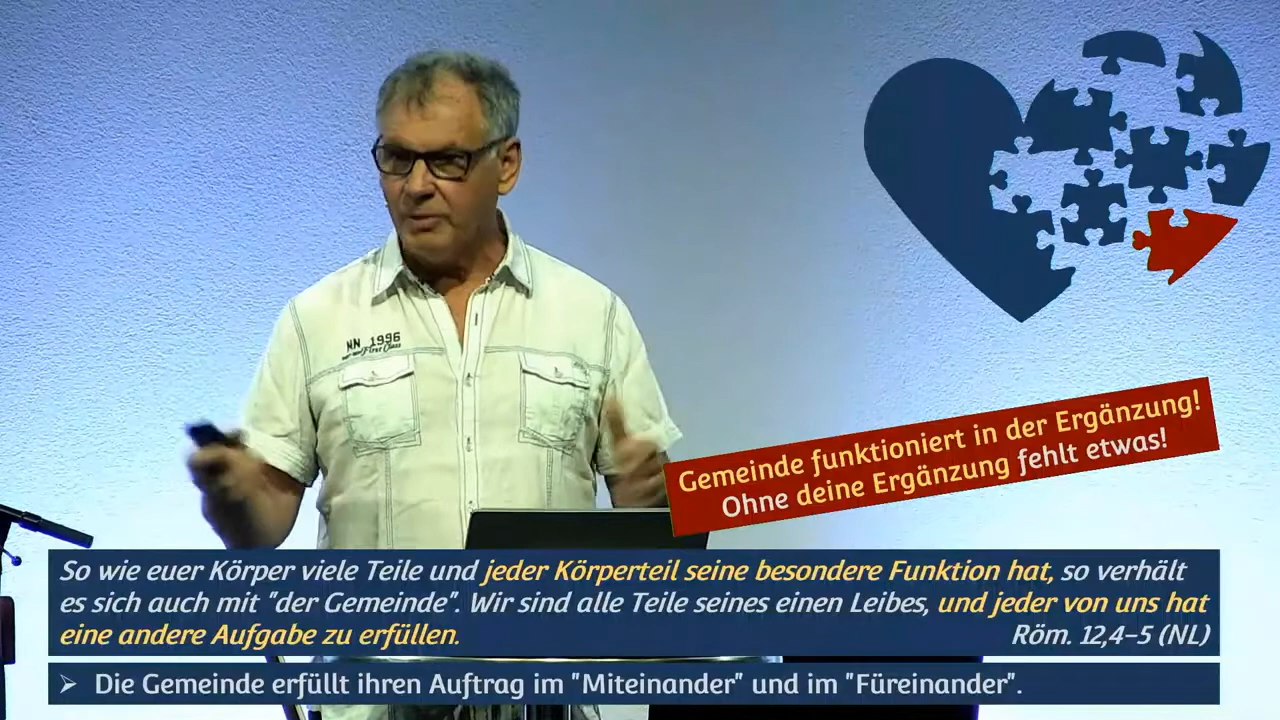 NN 1996
First Class
Gemeinde funktioniert in der Ergänzung!
Ohne deine Ergänzung fehlt etwas!
So wie euer Körper viele Teile und jeder Körperteil seine besondere Funktion hat, so verhält
es sich auch mit "der Gemeinde". Wir sind alle Teile seines einen Leibes, und jeder von uns hat
eine andere Aufgabe zu erfüllen. Röm. 12,4–5 (NL)
➢ Die Gemeinde erfüllt ihren Auftrag im "Miteinander" und im "Füreinander".